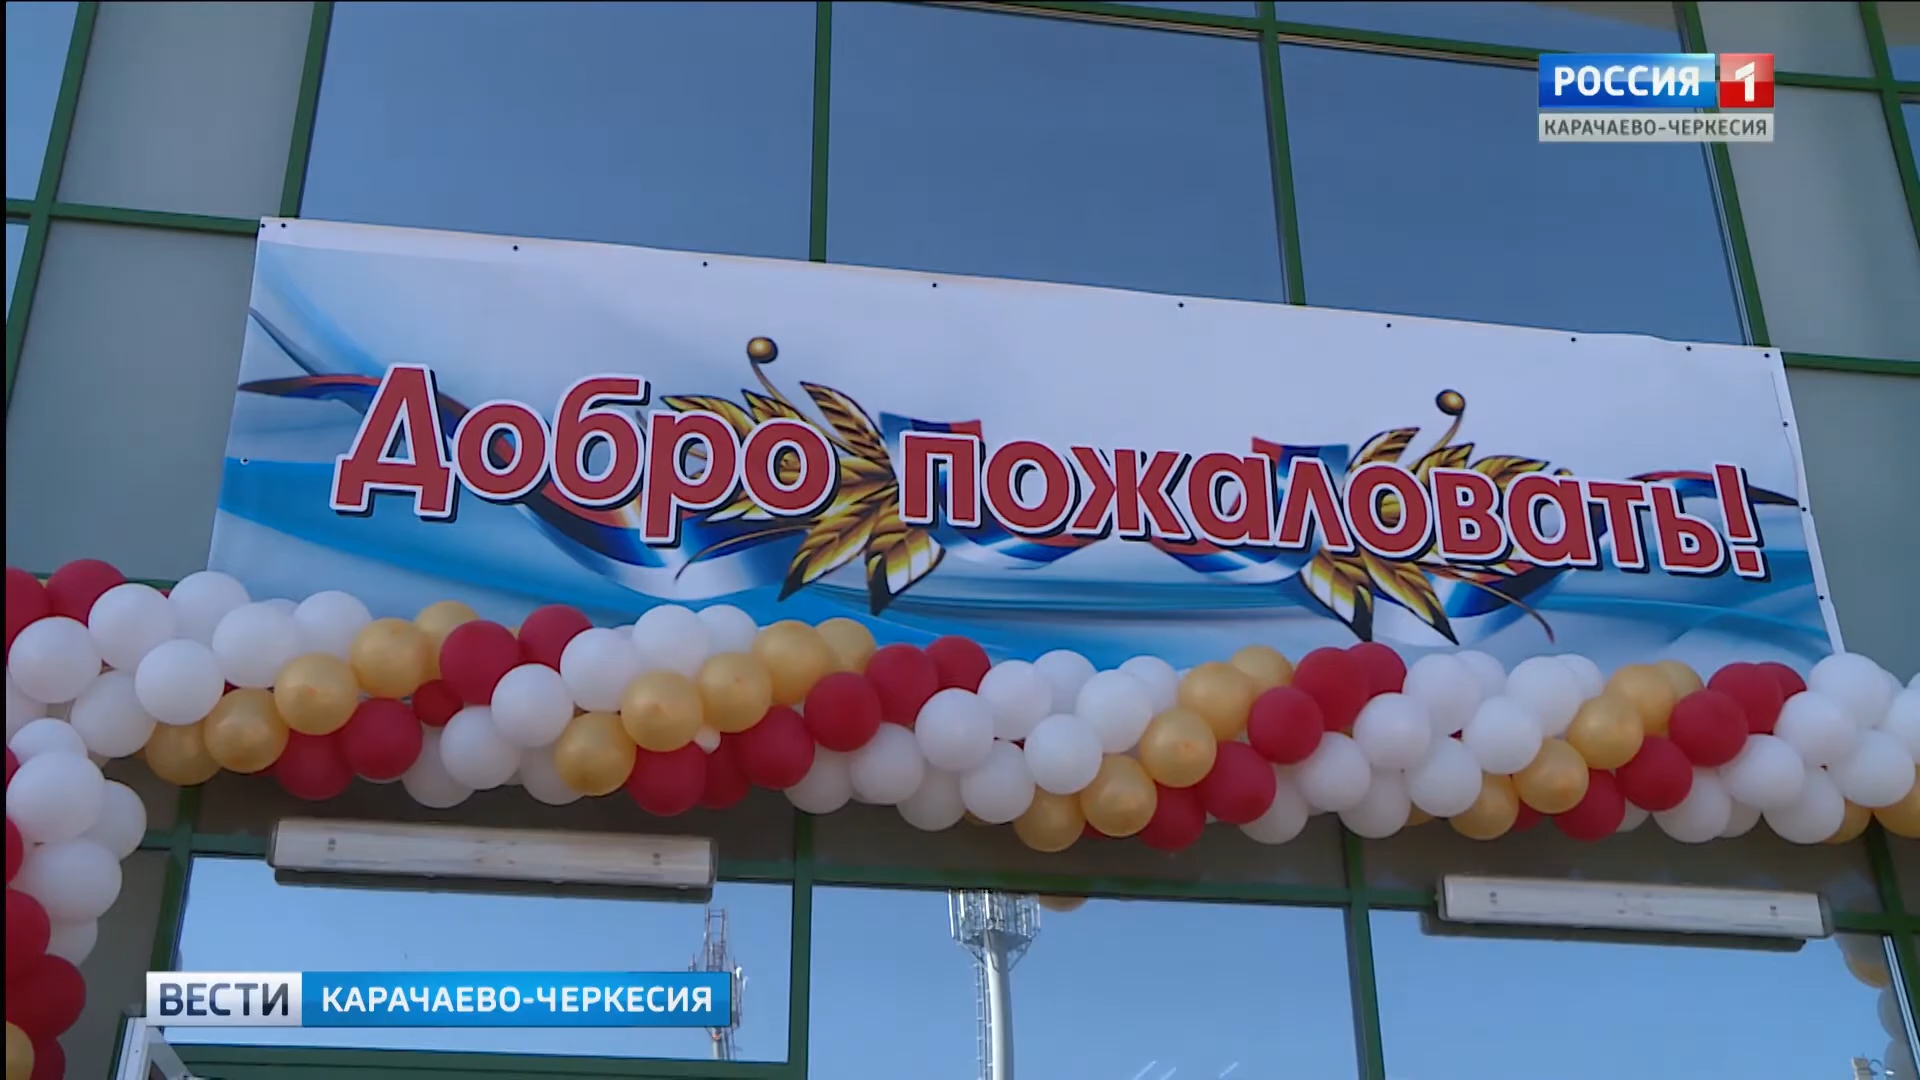 РОССИЯ 1
КАРАЧАЕВО-ЧЕРКЕСИЯ
Добро пожаловать!
ВЕСТИ КАРАЧАЕВО-ЧЕРКЕСИЯ